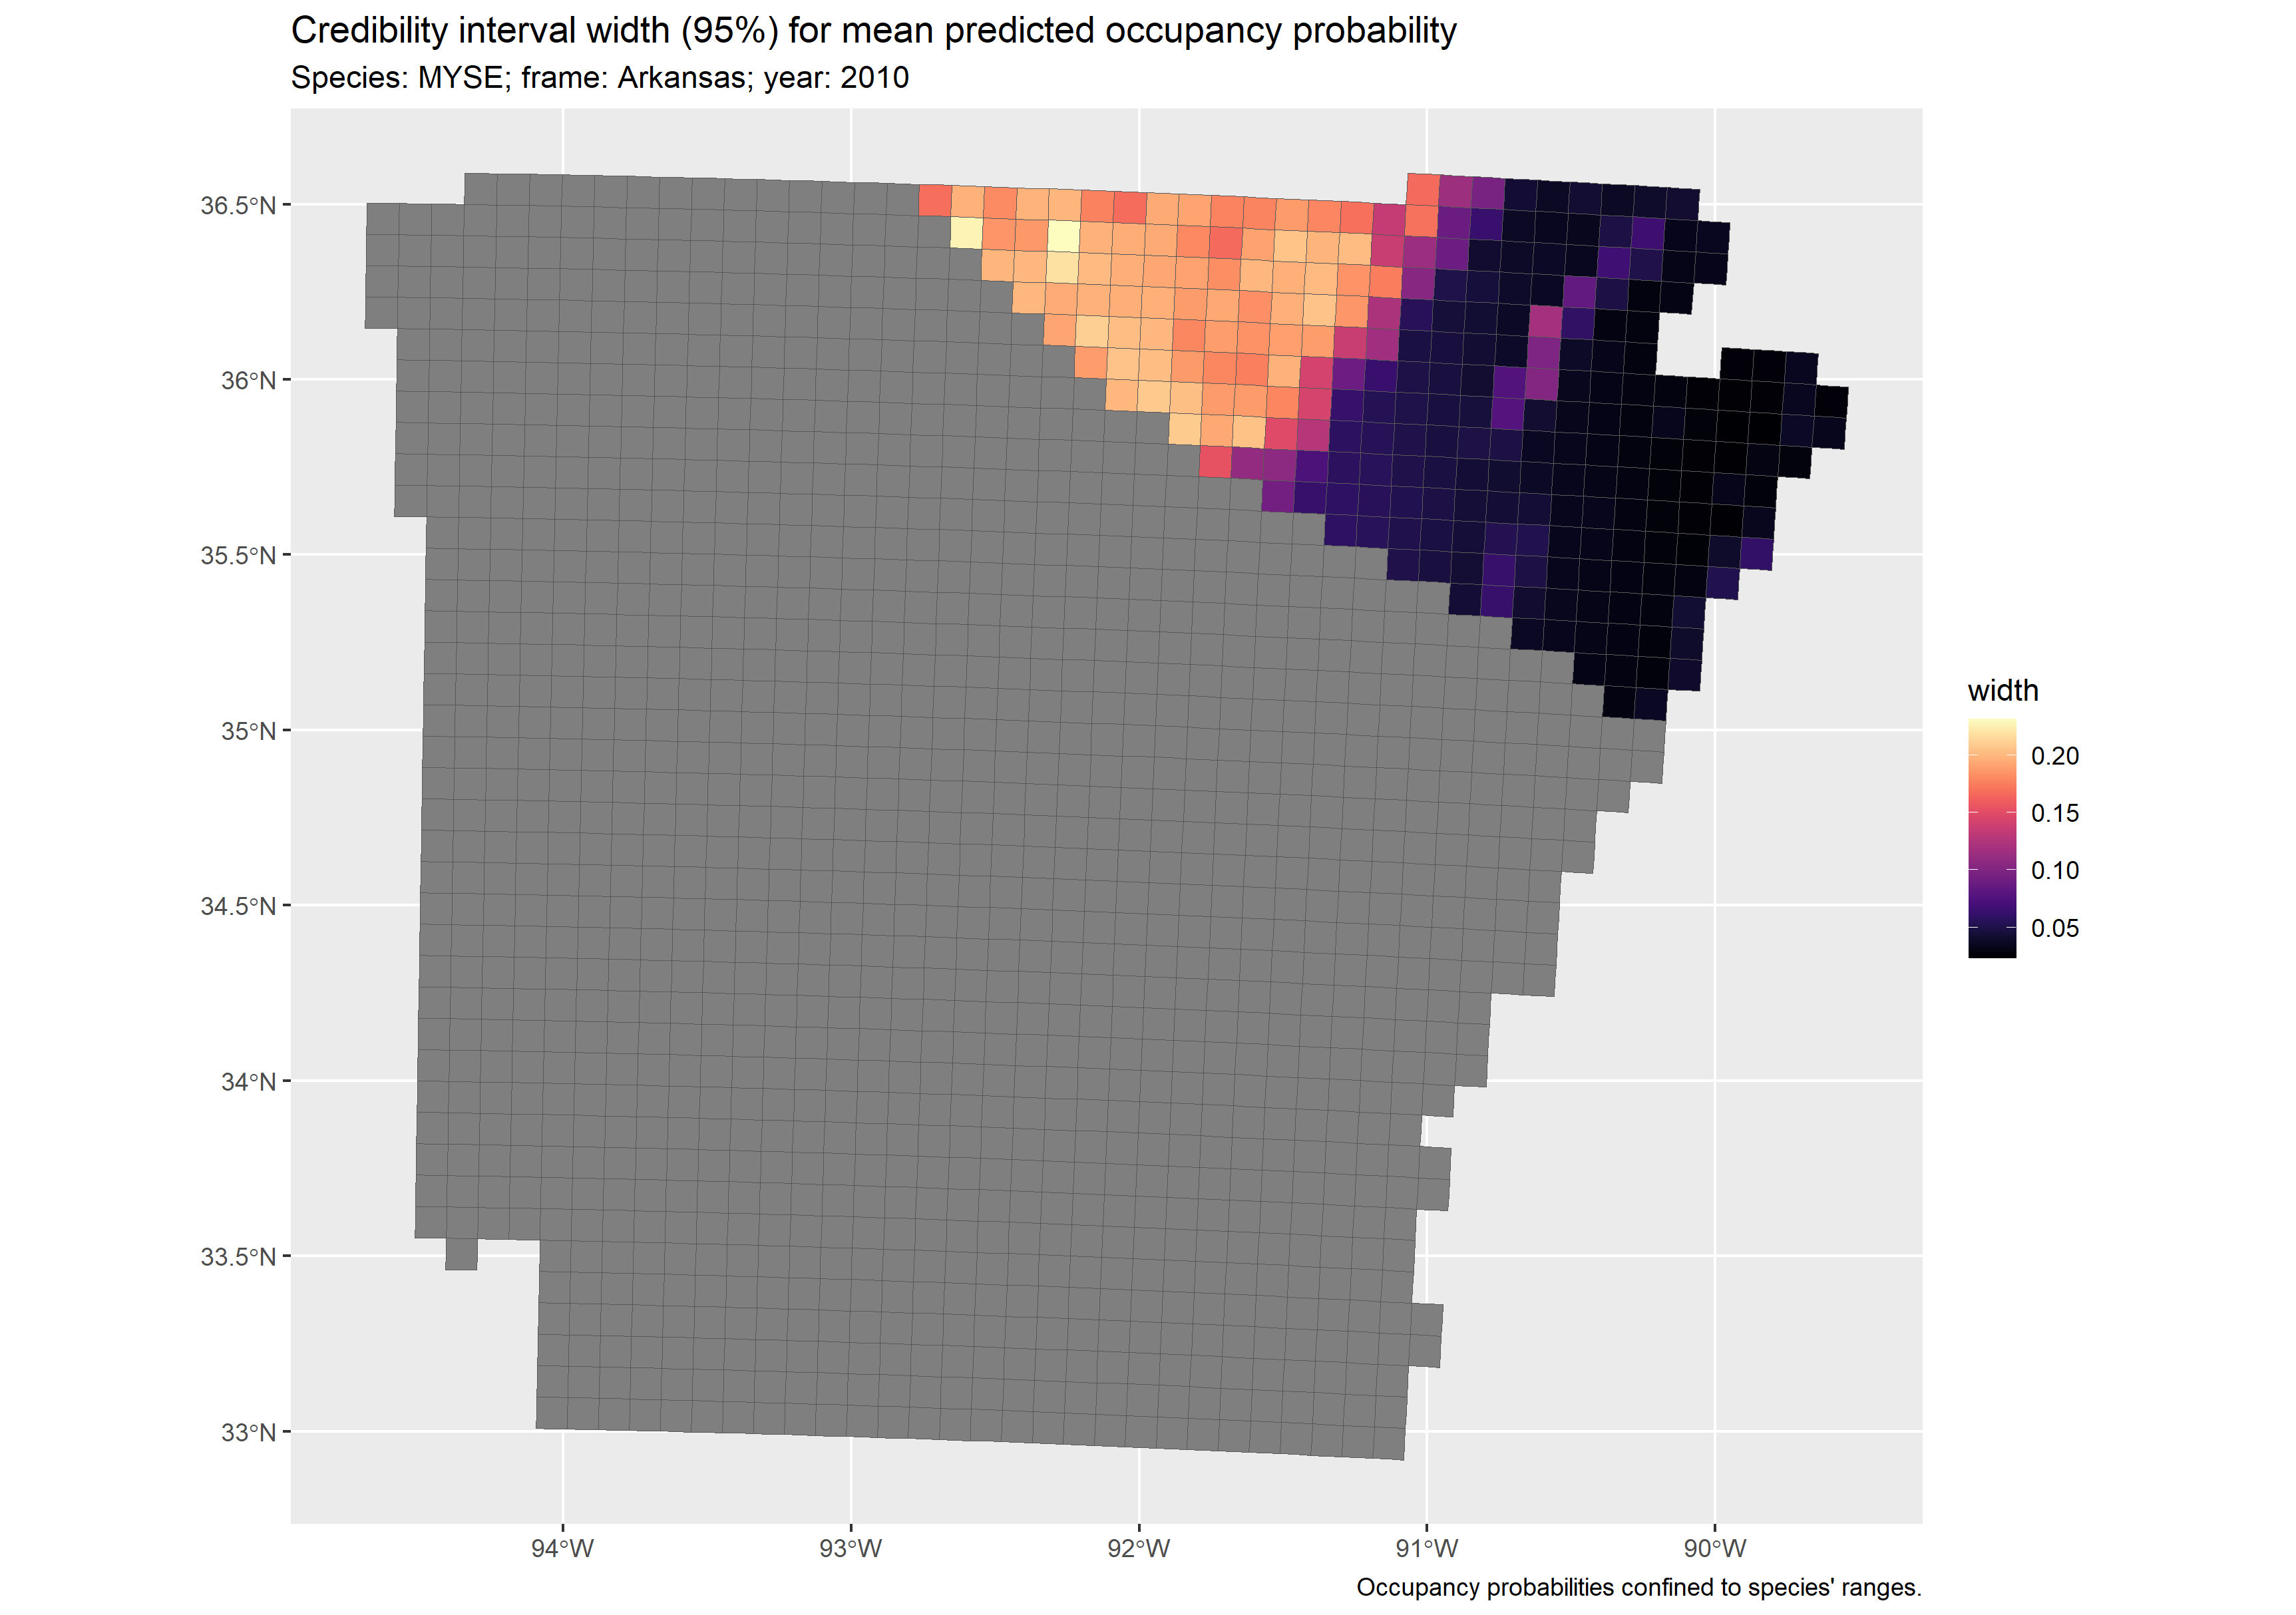 Credibility interval width (95%) for mean predicted occupancy probability
Species: MYSE; frame: Arkansas; year: 2010
36.5°N
36°N
35.5°N
35°N
34.5°N
34°N
33.5°N
33°N
94°W
93°W
92°W
91°W
90°W
width
0.20
0.15
0.10
0.05
Occupancy probabilities confined to species' ranges.